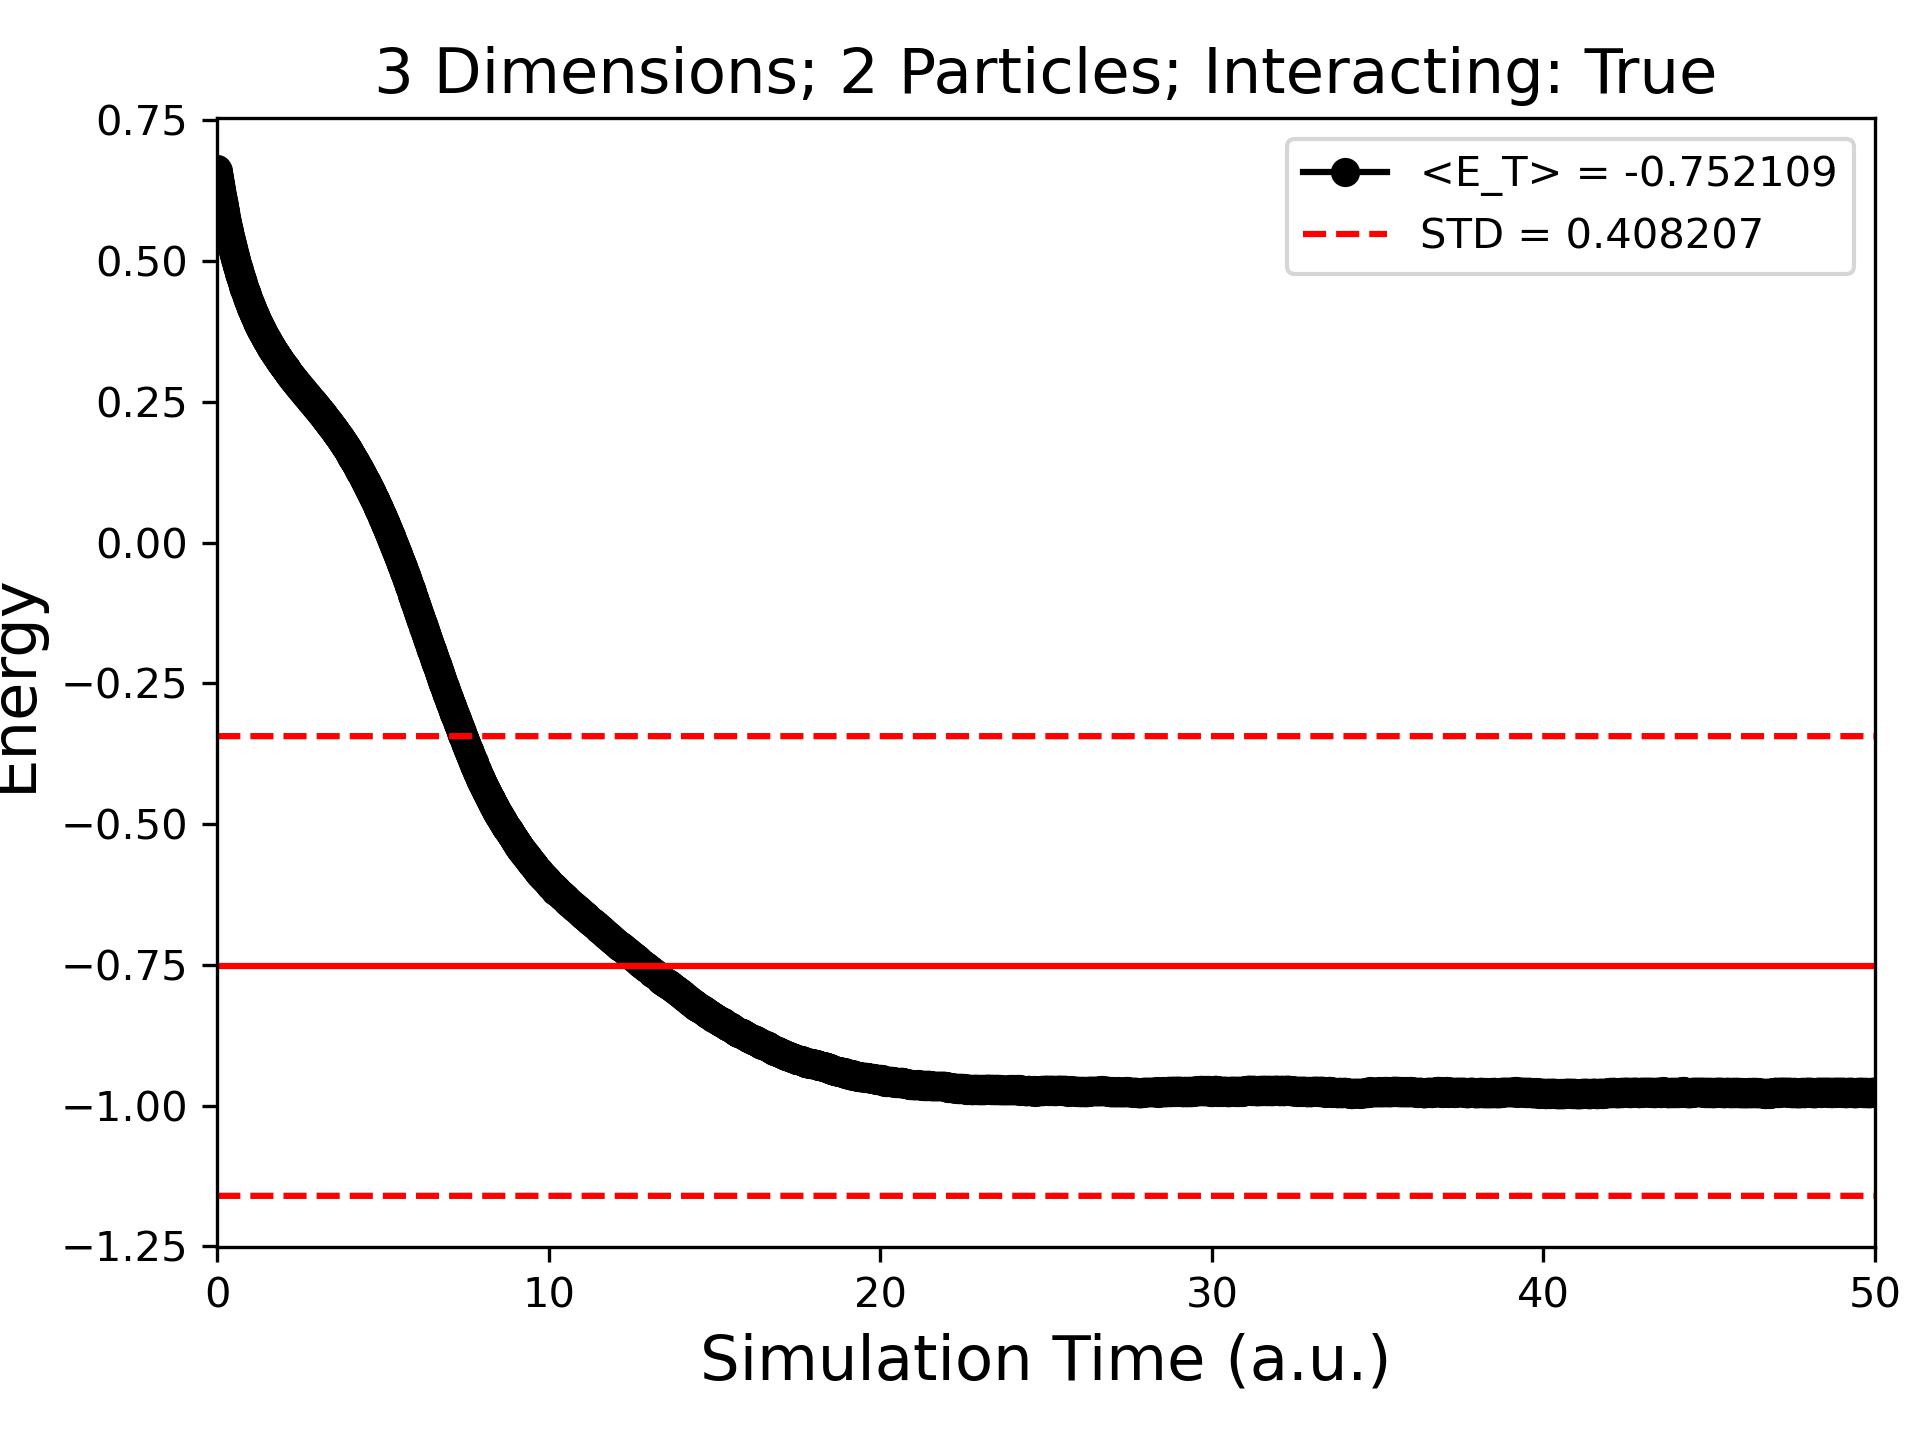 3 Dimensions; 2 Particles; Interacting: True
<E_T> = -0.752109
STD = 0.408207
Energy
0.75
0.50
0.25
0.00
−0.25
−0.50
−0.75
−1.00
−1.25
0 10 20 30 40 50
Simulation Time (a.u.)